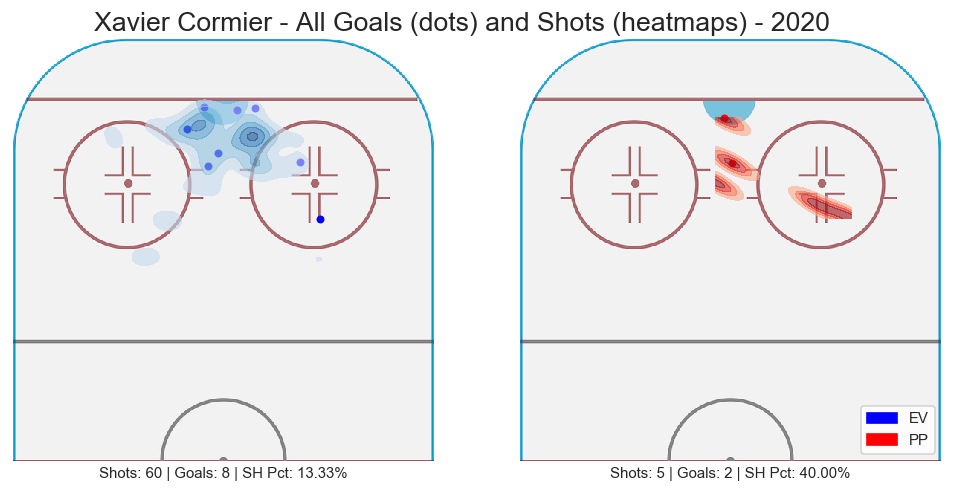 Xavier Cormier - All Goals (dots) and Shots (heatmaps) - 2020
EV
PP
Shots: 60 | Goals: 8 | SH Pct: 13.33%
Shots: 5 | Goals: 2 | SH Pct: 40.00%